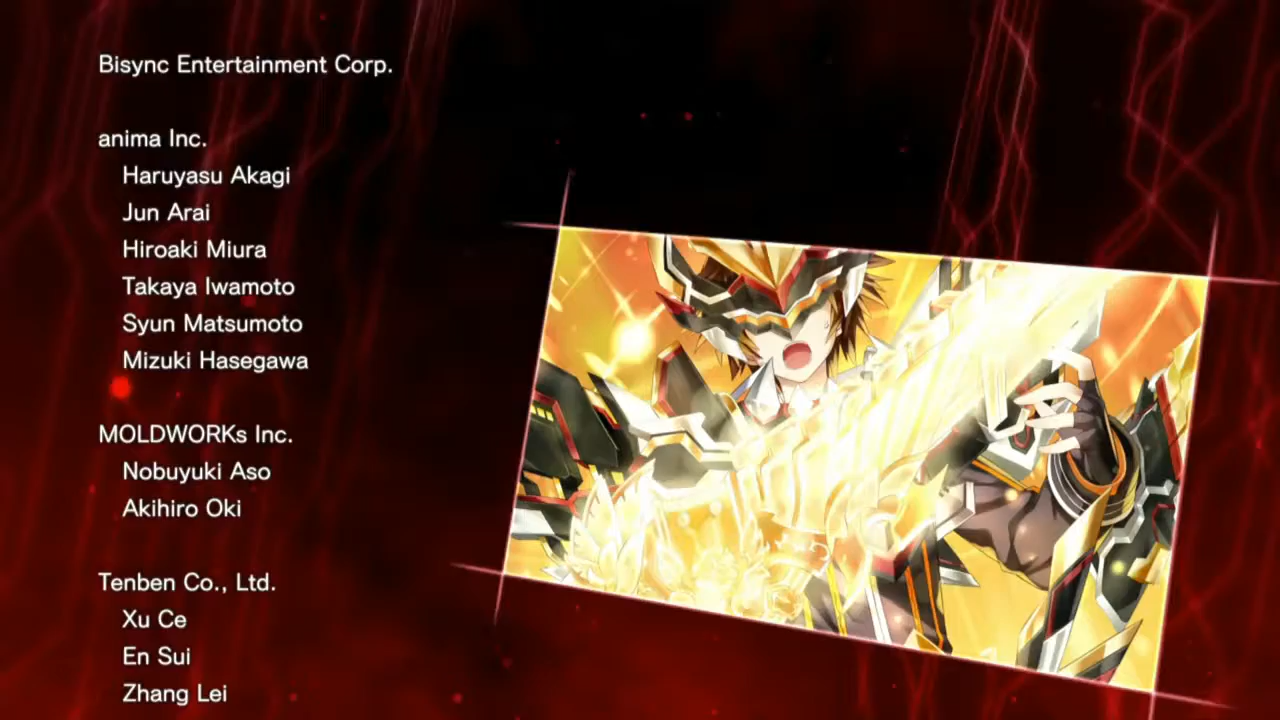 Bisync Entertainment Corp.
anima Inc.
Haruyasu Akagi
Jun Arai
Hiroaki Miura
Takaya Iwamoto
Syun Matsumoto
Mizuki Hasegawa
MOLDWORKs Inc.
Nobuyuki Aso
Akihiro Oki
Tenben Co., Ltd.
Xu Ce
En Sui
Zhang Lei